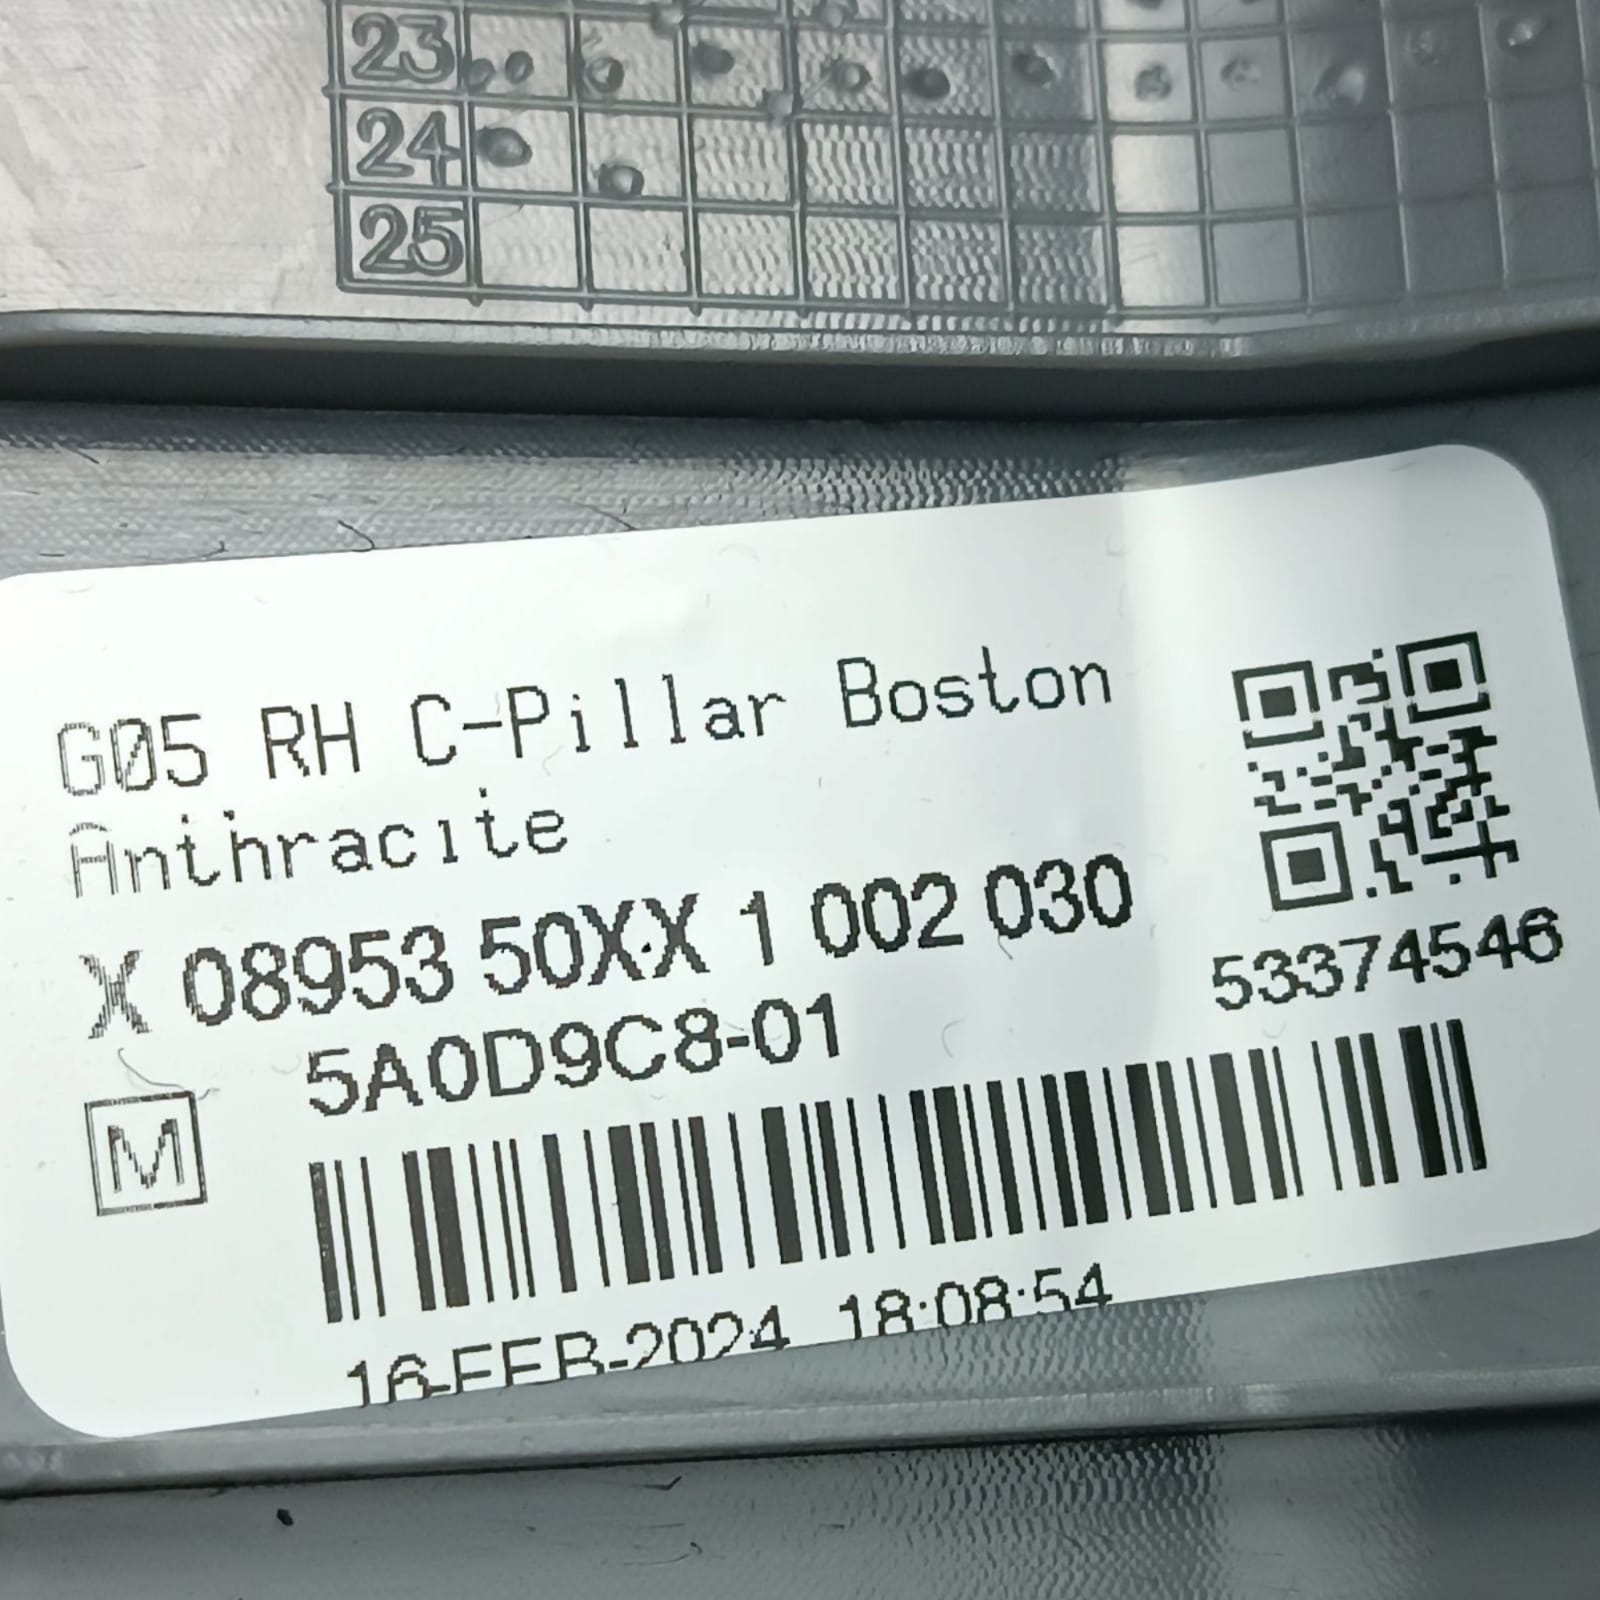 23
24
25
G05 RH C-Pillar Boston
Anthracite
X 08953 50XX 1 002 030
53374546
5A0D9C8-01
M
16-FEB-2024 18:08:54